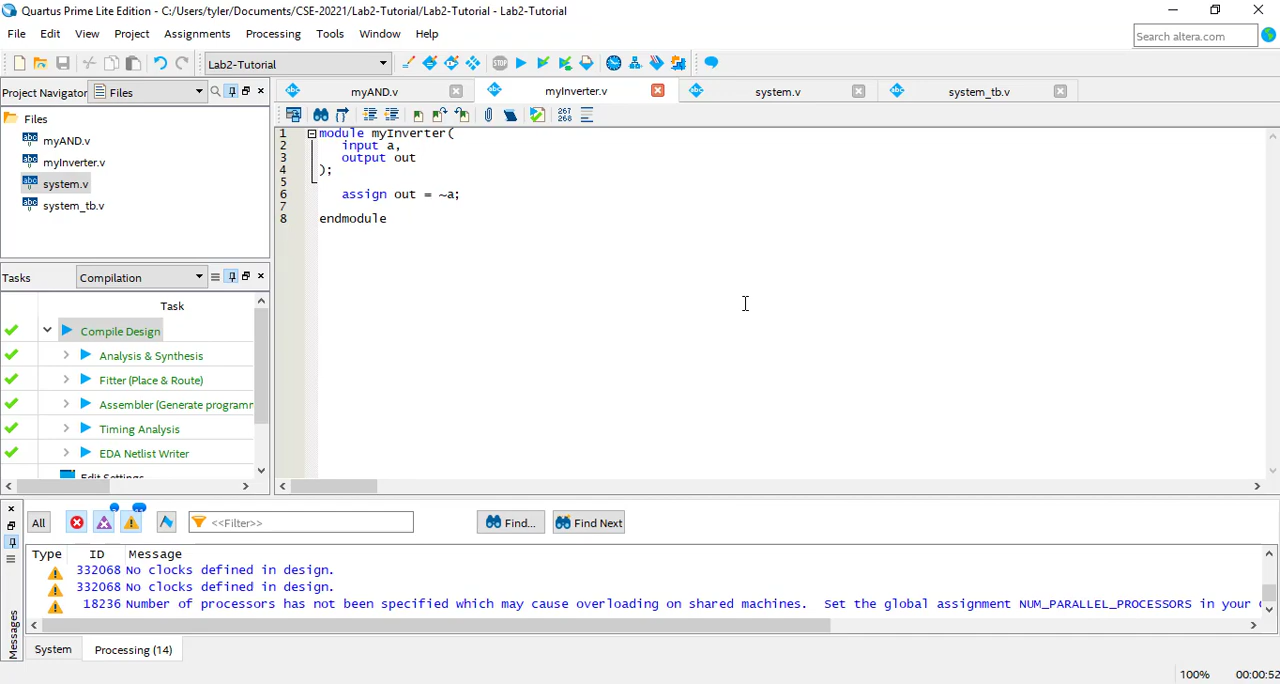 Quartus Prime Lite Edition - C:/Users/tyler/Documents/CSE-20221/Lab2-Tutorial/Lab2-Tutorial - Lab2-Tutorial
File Edit View Project Assignments Processing Tools Window Help
Search altera.com
Lab2-Tutorial
STOP
Project Navigator Files
myAND.v myInverter.v system.v system_tb.v
Files
myAND.v
myInverter.v
system.v
system_tb.v
267
268
1 module myInverter(
2 input a,
3 output out
4 );
5
6 assign out = ~a;
7
8 endmodule
Tasks Compilation
Task
Compile Design
Analysis & Synthesis
Fitter (Place & Route)
Assembler (Generate programm
Timing Analysis
EDA Netlist Writer
Edit Settings
All <<Filter>> Find... Find Next
Type ID Message
332068 No clocks defined in design.
332068 No clocks defined in design.
18236 Number of processors has not been specified which may cause overloading on shared machines. Set the global assignment NUM_PARALLEL_PROCESSORS in your
Messages
System Processing (14)
100% 00:00:52